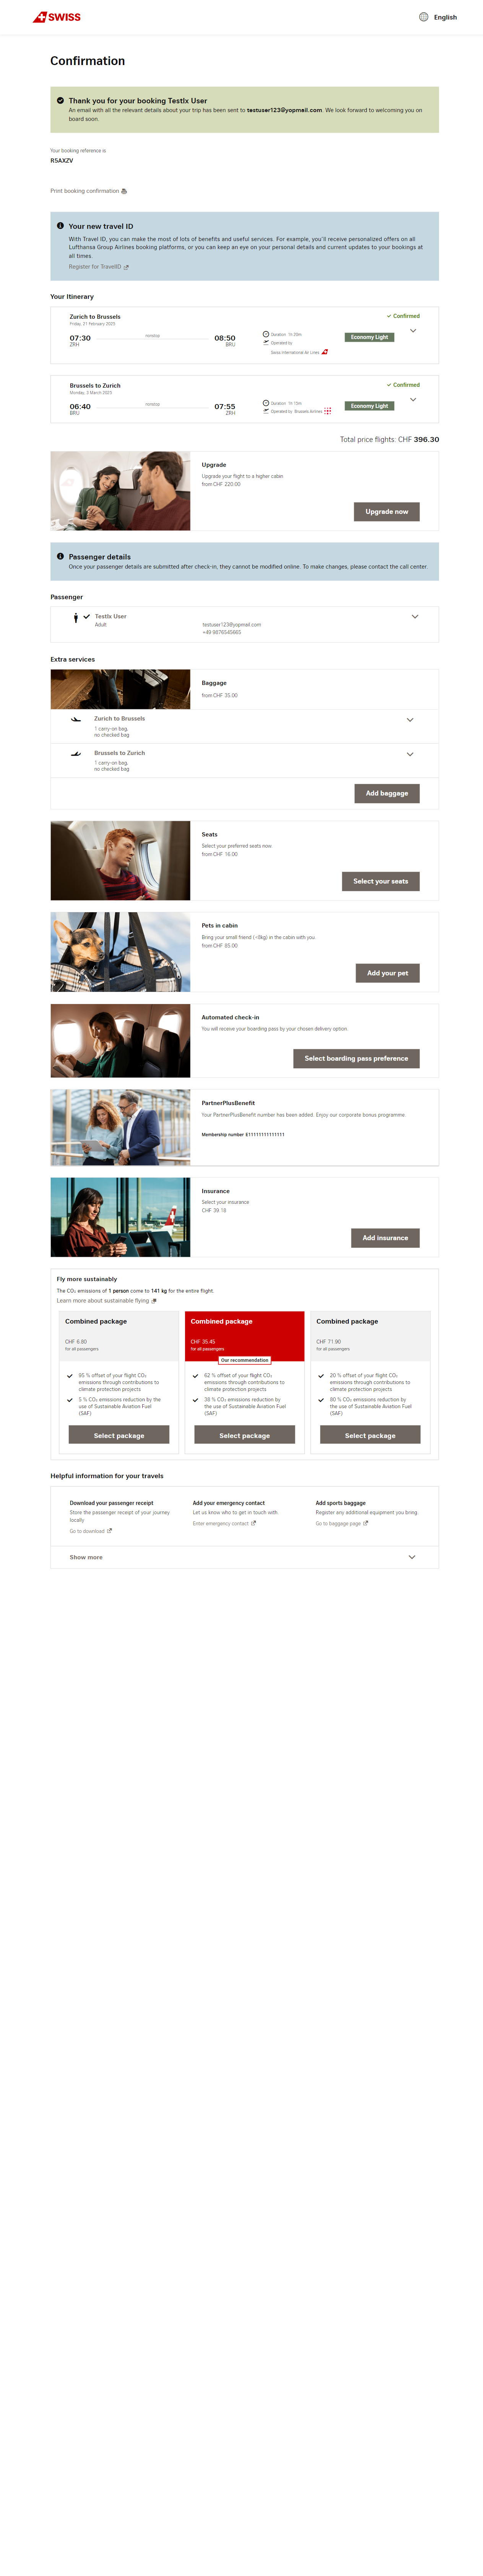 SWISS
English
Confirmation
Thank you for your booking Testlx User
An email with all the relevant details about your trip has been sent to testuser123@yopmail.com. We look forward to welcoming you on
board soon.
Your booking reference is
R5AXZV
Print booking confirmation
Your new travel ID
With Travel ID, you can make the most of lots of benefits and useful services. For example, you'll receive personalized offers on all
Lufthansa Group Airlines booking platforms, or you can keep an eye on your personal details and current updates to your bookings at
all times.
Register for TravelID
Your Itinerary
Zurich to Brussels
Confirmed
Friday, 21 February 2025
07:30
nonstop
08:50
ZRH
BRU
Duration: 1h 20m
Operated by:
Swiss International Air Lines
Economy Light
Brussels to Zurich
Confirmed
Monday, 3 March 2025
06:40
nonstop
07:55
BRU
ZRH
Duration: 1h 15m
Operated by: Brussels Airlines
Economy Light
Total price flights: CHF 396.30
Upgrade
Upgrade your flight to a higher cabin
from CHF 220.00
Upgrade now
Passenger details
Once your passenger details are submitted after check-in, they cannot be modified online. To make changes, please contact the call center.
Passenger
Testlx User
Adult
testuser123@yopmail.com
+49 9876545665
Extra services
Baggage
from CHF 35.00
Zurich to Brussels
1 carry-on bag,
no checked bag
Brussels to Zurich
1 carry-on bag,
no checked bag
Add baggage
Seats
Select your preferred seats now.
from CHF 16.00
Select your seats
Pets in cabin
Bring your small friend (<8kg) in the cabin with you.
from CHF 85.00
Add your pet
Automated check-in
You will receive your boarding pass by your chosen delivery option
Select boarding pass preference
PartnerPlusBenefit
Your PartnerPlusBenefit number has been added. Enjoy our corporate bonus programme.
Insurance
Select your insurance
CHF 39.16
Add insurance
Fly more sustainably
The CO₂ emissions of 1 person come to 141 kg for the entire flight.
Learn more about sustainable flying
Combined package
CHF 6.80
for all passengers
95 % offset of your flight CO₂
emissions through contributions to
climate protection projects
5 % CO₂ emissions reduction by the
use of Sustainable Aviation Fuel
(SAF)
Select package
Combined package
CHF 35.45
for all passengers
Our recommendation
62 % offset of your flight CO₂
emissions through contributions to
climate protection projects
38 % CO₂ emissions reduction by
the use of Sustainable Aviation Fuel
(SAF)
Select package
Combined package
CHF 71.90
for all passengers
20 % offset of your flight CO₂
emissions through contributions to
climate protection projects
80 % CO₂ emissions reduction by
the use of Sustainable Aviation Fuel
(SAF)
Select package
Helpful information for your travels
Download your passenger receipt
Store the passenger receipt of your journey
locally
Go to download
Add your emergency contact
Let us know who to get in touch with.
Enter emergency contact
Add sports baggage
Register any additional equipment you bring
Go to baggage page
Show more